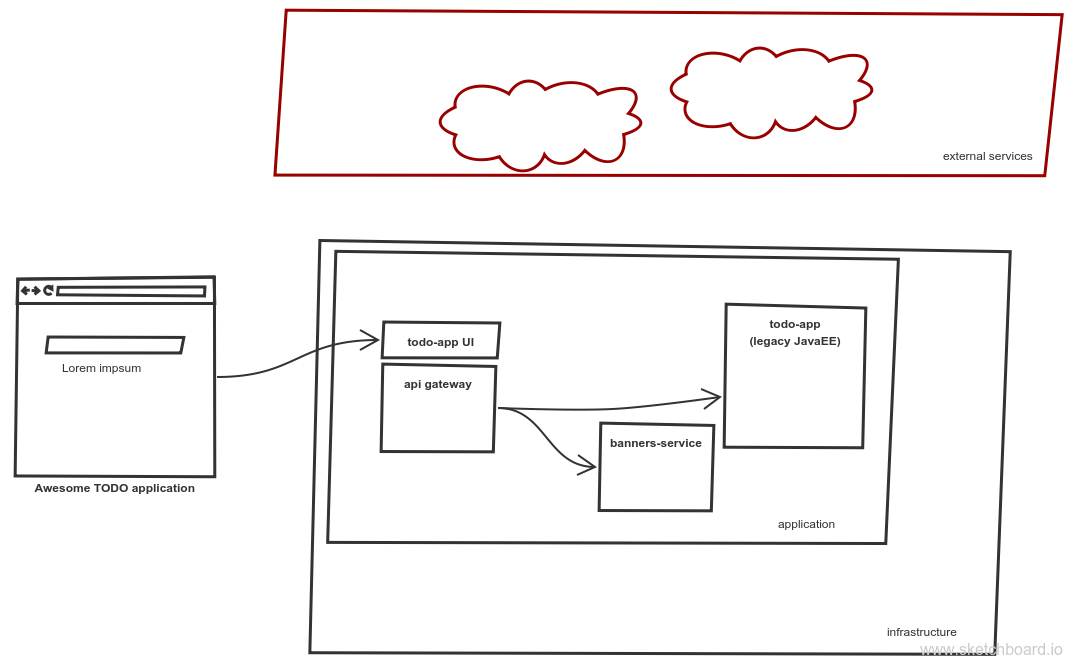 external services
todo-app
(legacy JavaEE)
todo-app UI
Lorem impsum
api gateway
banners-service
Awesome TODO application
application
infrastructure
www.sketchboard.io